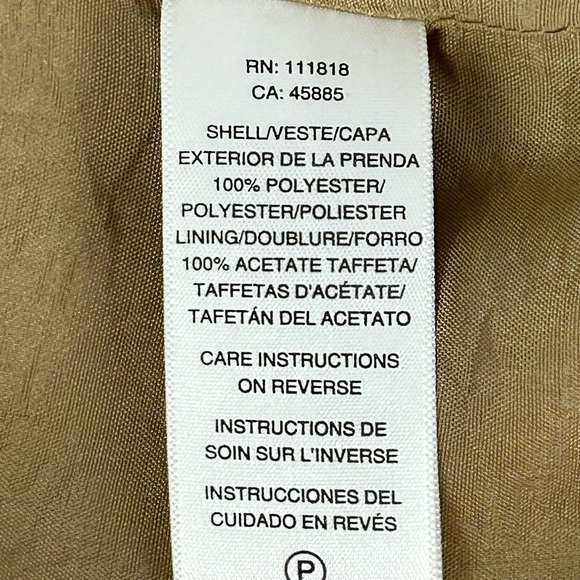 RN: 111818
CA: 45885
SHELL/VESTE/CAPA
EXTERIOR DE LA PRENDA
100% POLYESTER/
POLYESTER/POLIESTER
LINING/DOUBLURE/FORRO
100% ACETATE TAFFETA/
TAFFETAS D'ACÉTATE/
TAFETÁN DEL ACETATO
CARE INSTRUCTIONS
ON REVERSE
INSTRUCTIONS DE
SOIN SUR L'INVERSE
INSTRUCCIONES DEL
CUIDADO EN REVÉS
P